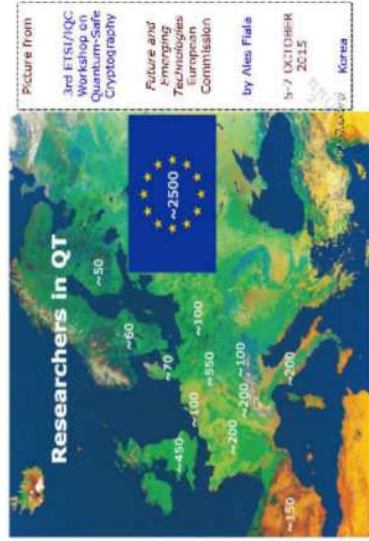 Researchers in QT
~50
~60
~2500
~70
~450
~100
~550
~100
~200
~200
~100
~200
~150
Picture from
3rd ETSI/IQC
Workshop on
Quantum-Safe
Cryptography
Future and
Emerging
Technologies
European
Commission
by Ales Fiala
5-7 OCTOBER
2015
Korea